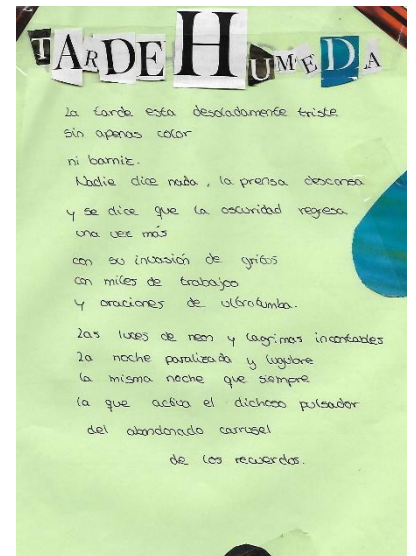 TARDE HUMEDA
La tarde esta desoladamente triste
sin apenas color
ni barniz.
Nadie dice nada, la prensa descansa
y se dice que la oscuridad regresa
una vez más
con su invasión de gritos
con miles de trabajos
y oraciones de ultratumba.
Las luces de neon y lagrimas incontables
La noche paralizada y lugubre
la misma noche que siempre
la que activa el dichoso pulsador
del abandonado carrusel
de los recuerdos.